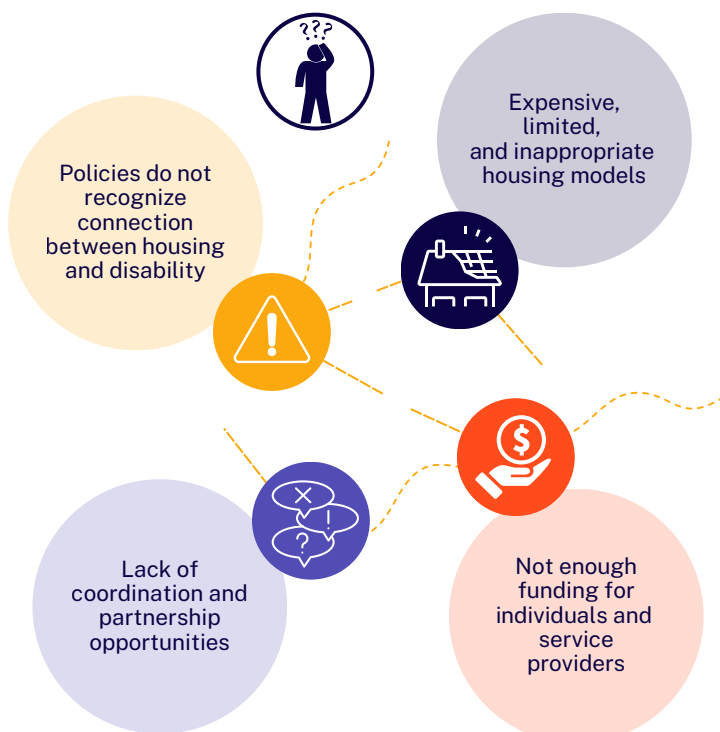 ???
Expensive,
limited,
and inappropriate
housing models
Policies do not
recognize
connection
between housing
and disability
!
$
X
!
?
Lack of
coordination and
partnership
opportunities
Not enough
funding for
individuals and
service
providers